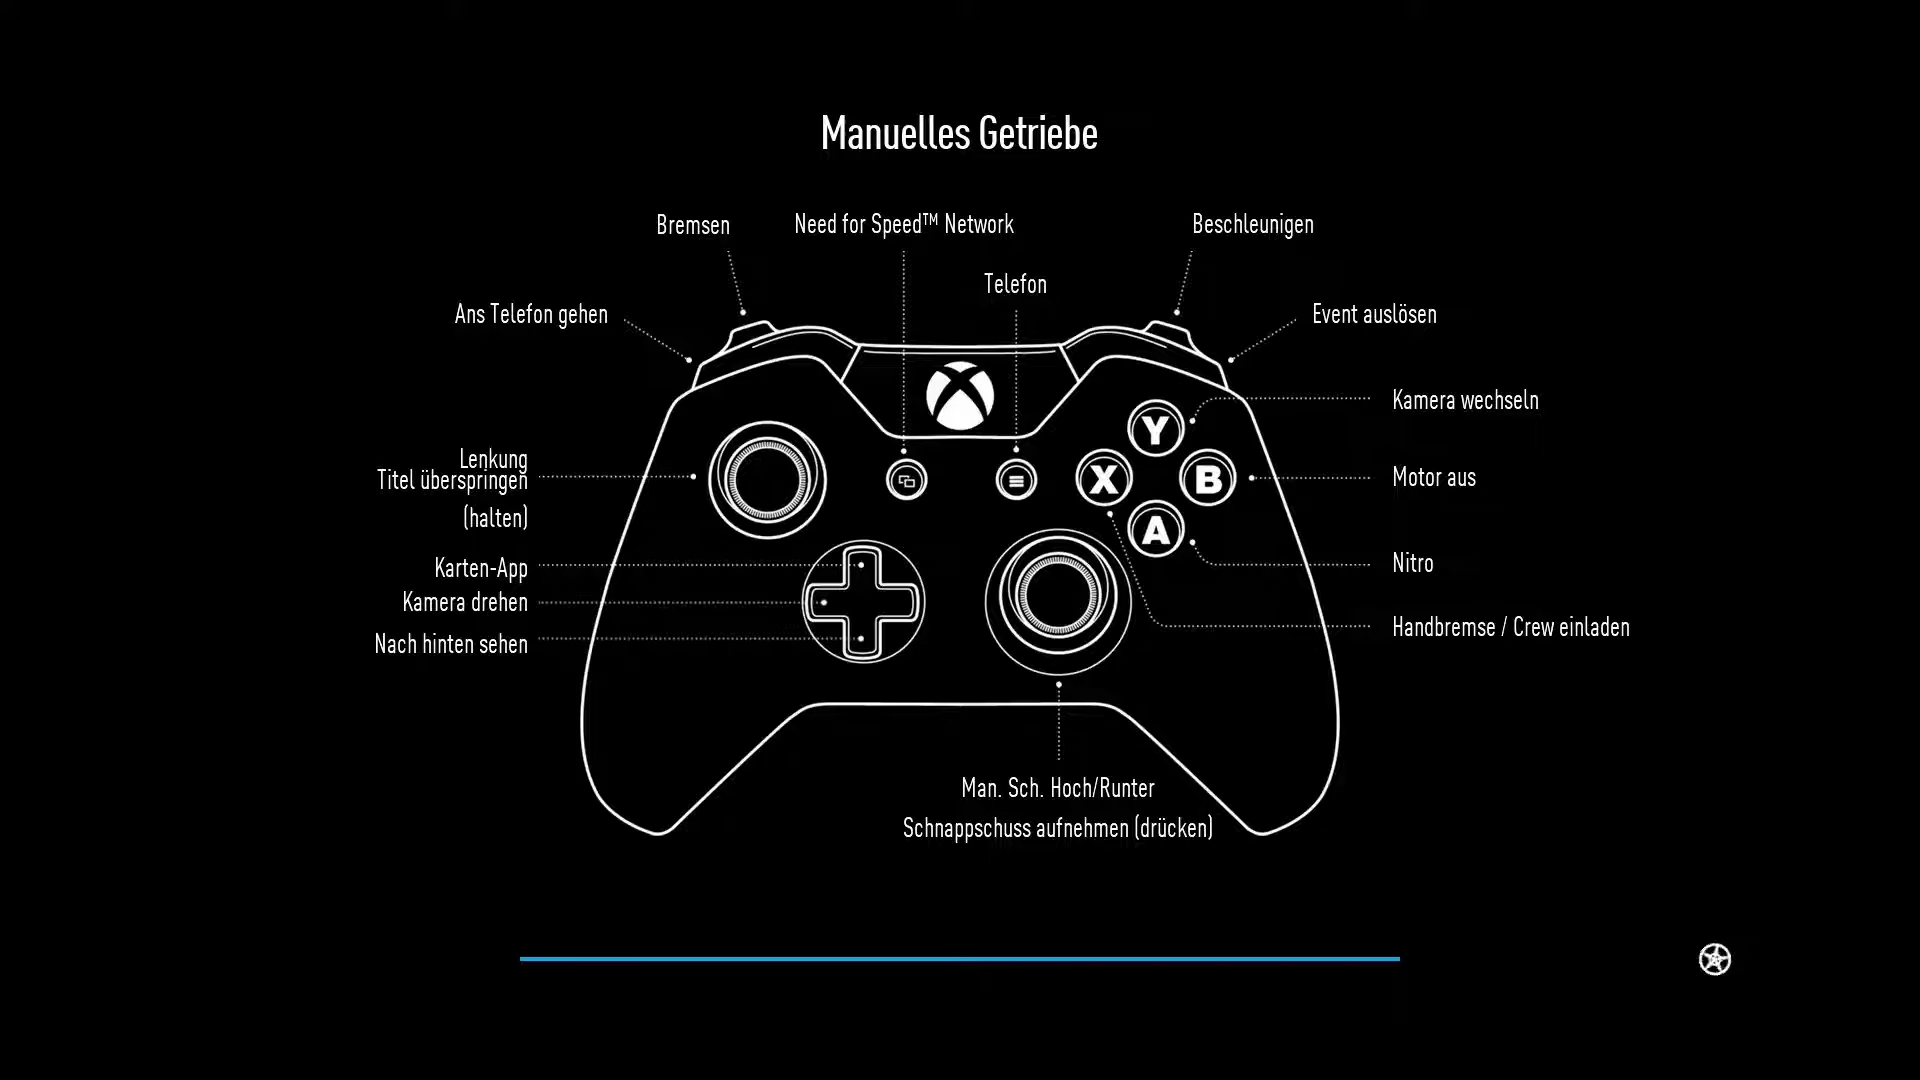 Manuelles Getriebe
Bremsen
Need for Speed™ Network
Beschleunigen
Telefon
Ans Telefon gehen
Event auslösen
Kamera wechseln
Y
Lenkung
Titel überspringen
(halten)
X
B
Motor aus
A
Karten-App
Nitro
Kamera drehen
Nach hinten sehen
Handbremse / Crew einladen
Man. Sch. Hoch/Runter
Schnappschuss aufnehmen (drücken)